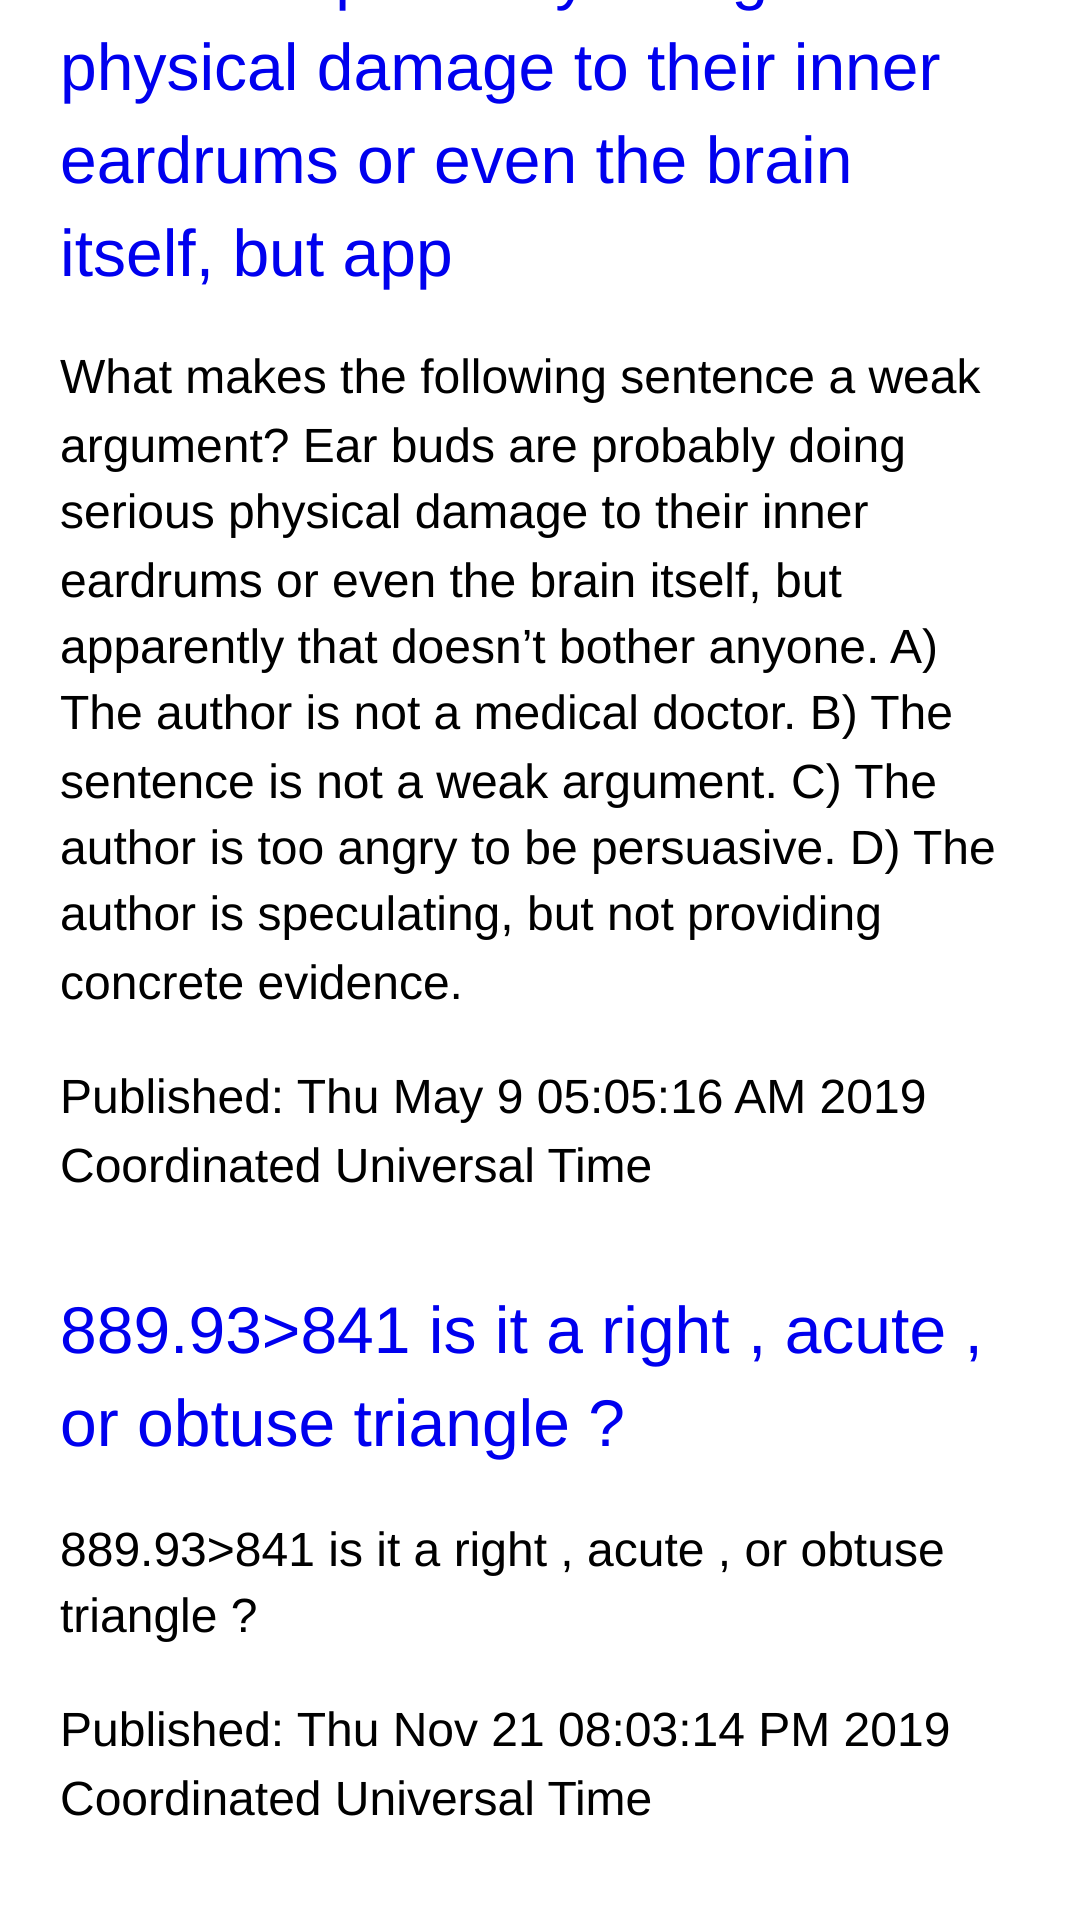 physical damage to their inner
eardrums or even the brain
itself, but app
What makes the following sentence a weak
argument? Ear buds are probably doing
serious physical damage to their inner
eardrums or even the brain itself, but
apparently that doesn’t bother anyone. A)
The author is not a medical doctor. B) The
sentence is not a weak argument. C) The
author is too angry to be persuasive. D) The
author is speculating, but not providing
concrete evidence.
Published: Thu May 9 05:05:16 AM 2019
Coordinated Universal Time
889.93>841 is it a right , acute ,
or obtuse triangle ?
889.93>841 is it a right , acute , or obtuse
triangle ?
Published: Thu Nov 21 08:03:14 PM 2019
Coordinated Universal Time